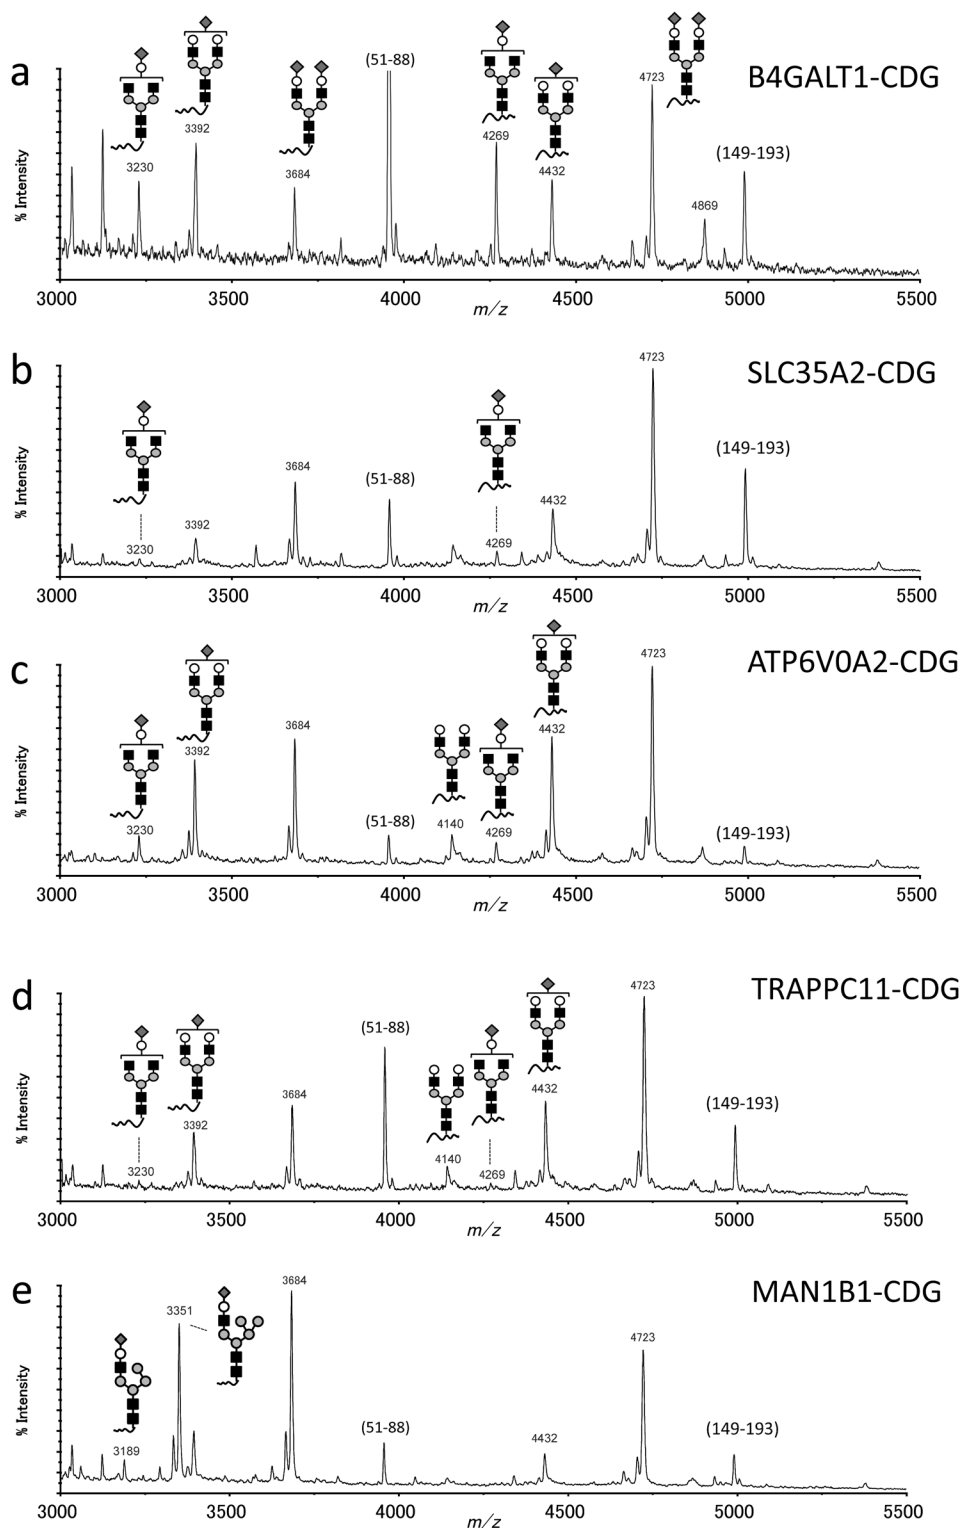 a
B4GALT1-CDG
(51-88)
4723
3392
4269
(149-193)
3230
3684
4432
4869
% Intensity
3000 3500 4000 4500 5000 5500
m/z
b
SLC35A2-CDG
4723
(149-193)
3684
(51-88)
4432
3392
3230
4269
% Intensity
3000 3500 4000 4500 5000 5500
m/z
c
ATP6V0A2-CDG
4723
3684
4432
3392
3230
(51-88)
4140
4269
(149-193)
% Intensity
3000 3500 4000 4500 5000 5500
m/z
d
TRAPPC11-CDG
4723
(51-88)
3684
4432
(149-193)
3392
3230
4140
4269
% Intensity
3000 3500 4000 4500 5000 5500
m/z
e
MAN1B1-CDG
3684
3351
4723
3189
(51-88)
4432
(149-193)
% Intensity
3000 3500 4000 4500 5000 5500
m/z